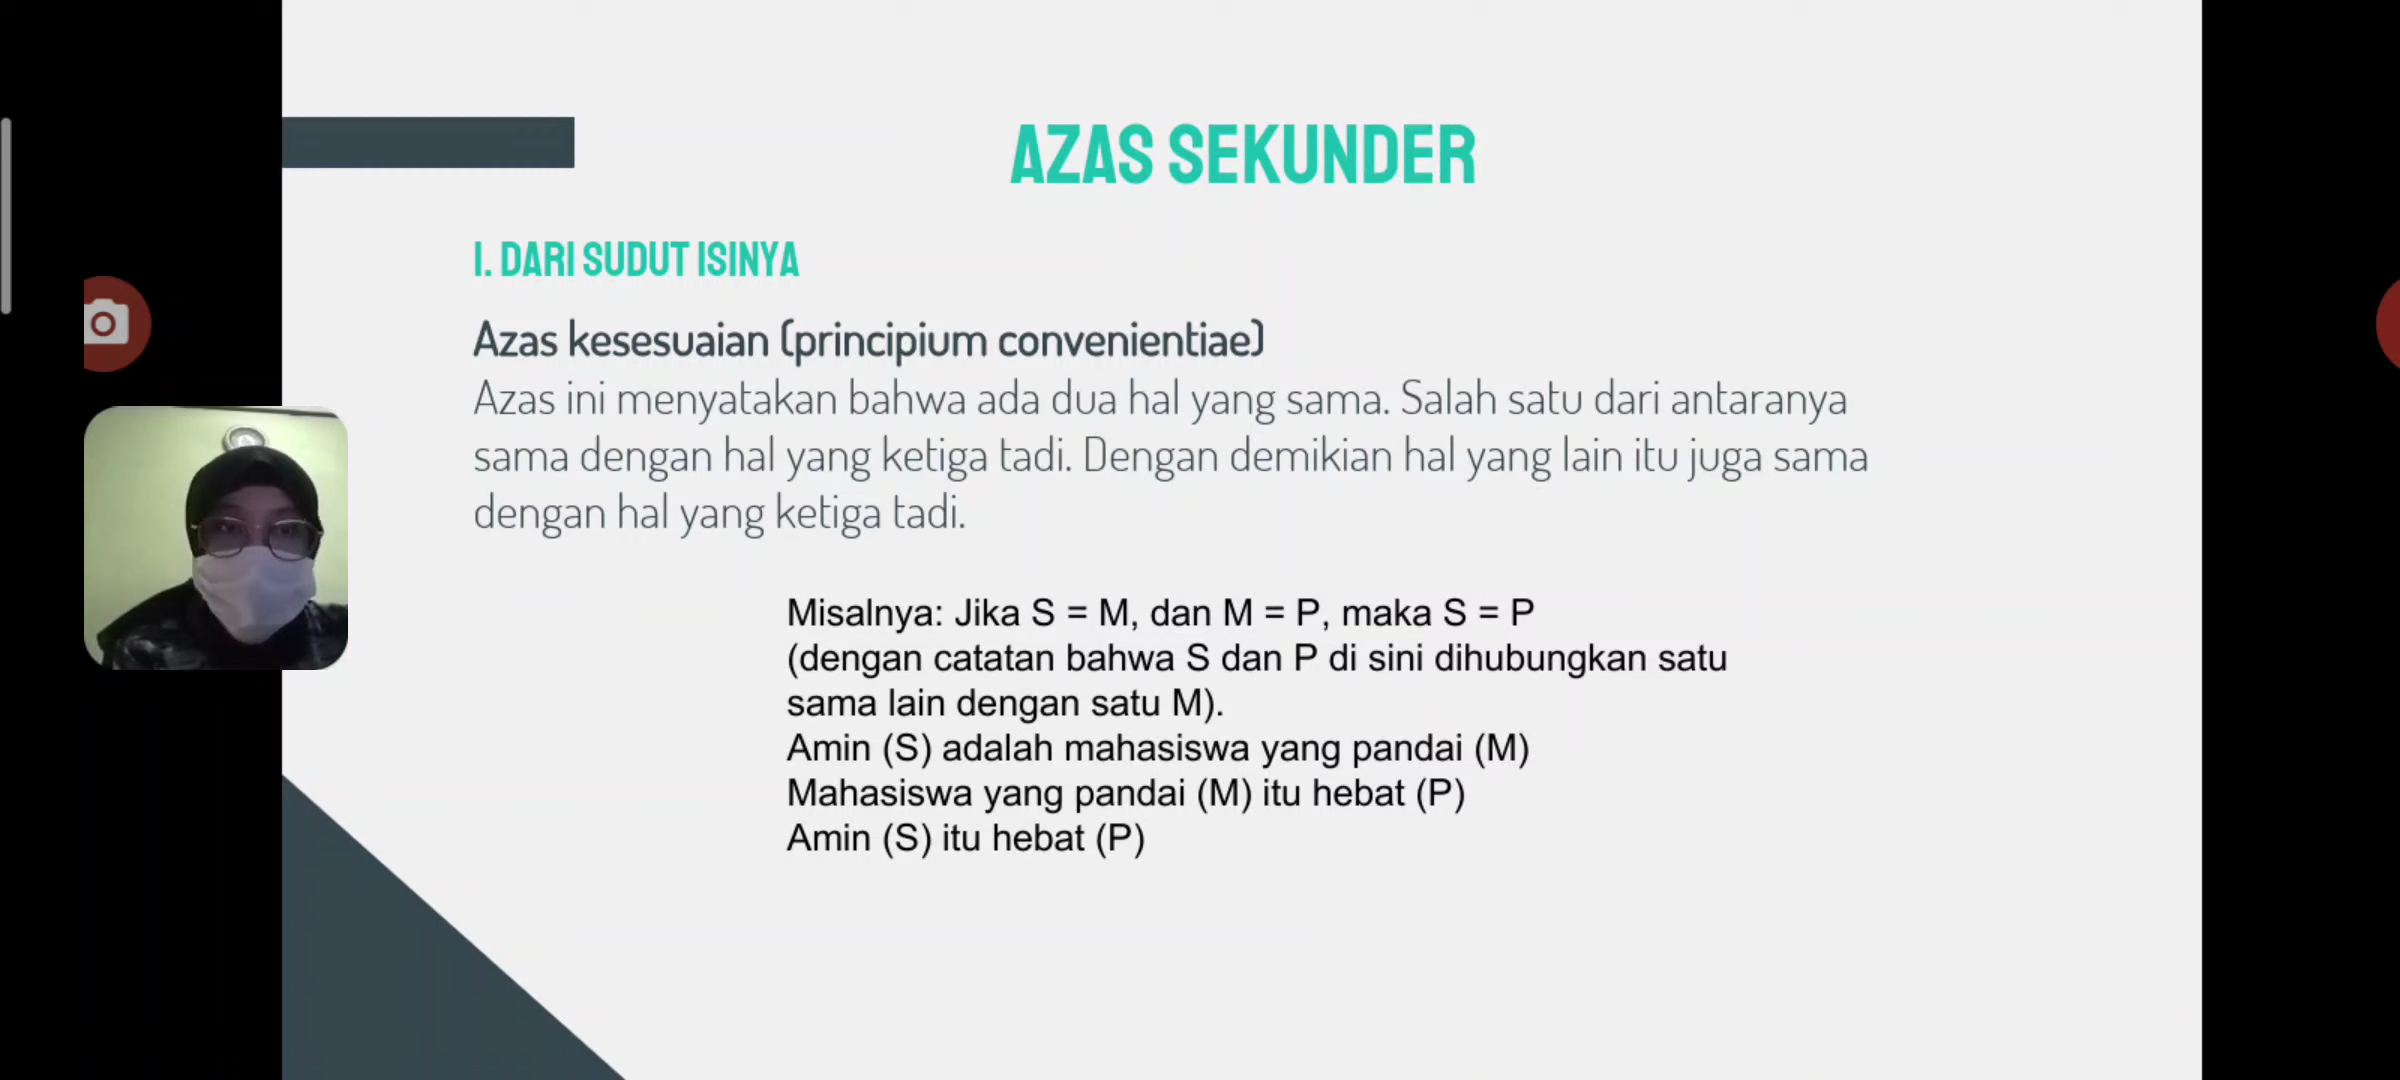 AZAS SEKUNDER
I. DARI SUDUT ISINYA
Azas kesesuaian (principium convenientiae)
Azas ini menyatakan bahwa ada dua hal yang sama. Salah satu dari antaranya
sama dengan hal yang ketiga tadi. Dengan demikian hal yang lain itu juga sama
dengan hal yang ketiga tadi.
Misalnya: Jika S = M, dan M = P, maka S = P
(dengan catatan bahwa S dan P di sini dihubungkan satu
sama lain dengan satu M).
Amin (S) adalah mahasiswa yang pandai (M)
Mahasiswa yang pandai (M) itu hebat (P)
Amin (S) itu hebat (P)